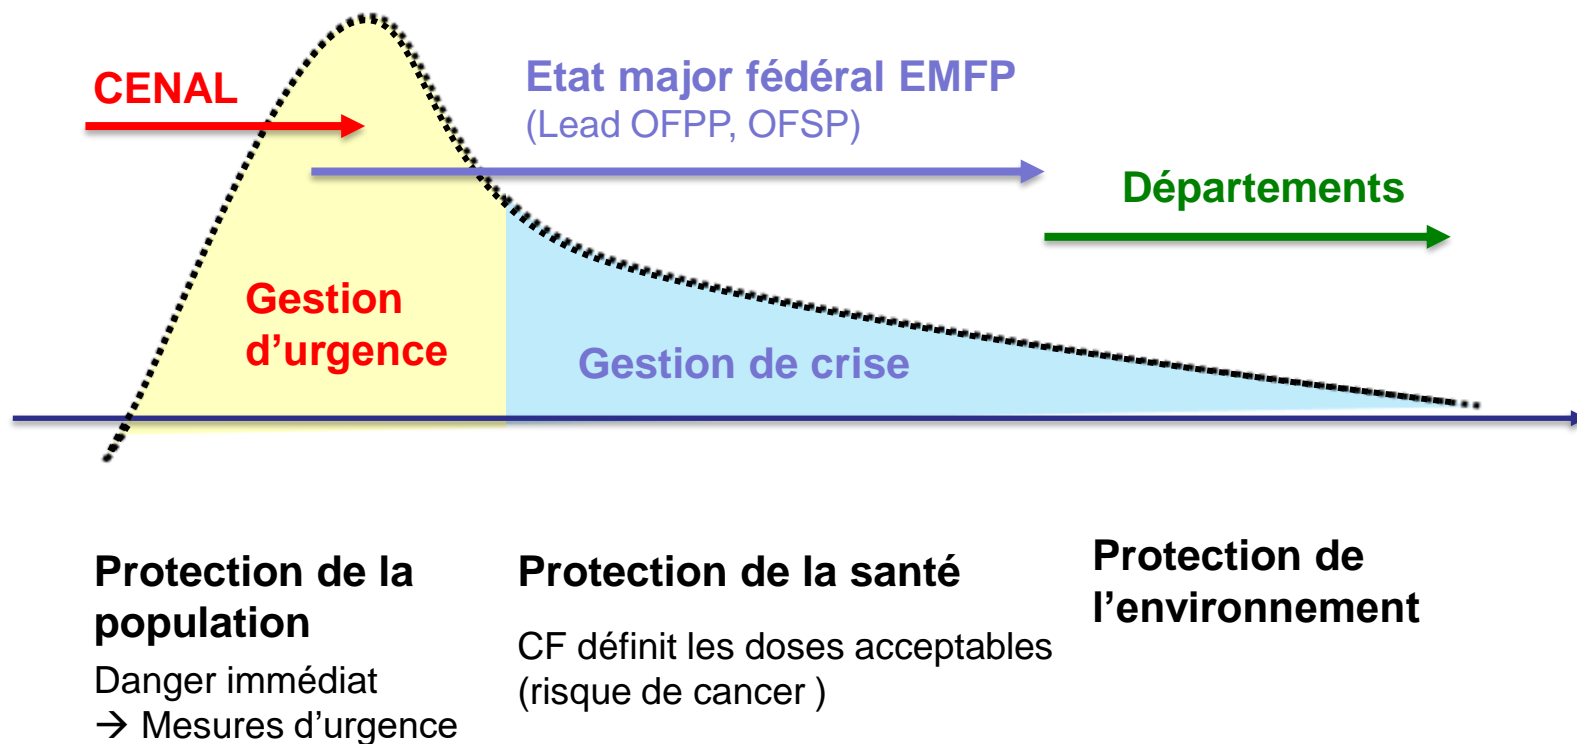 CENAL
Etat major fédéral EMFP
(Lead OFPP, OFSP)
Départements
Gestion
d’urgence
Gestion de crise
Protection de la
population
Danger immédiat
→ Mesures d’urgence
Protection de la santé
CF définit les doses acceptables
(risque de cancer )
Protection de
l’environnement